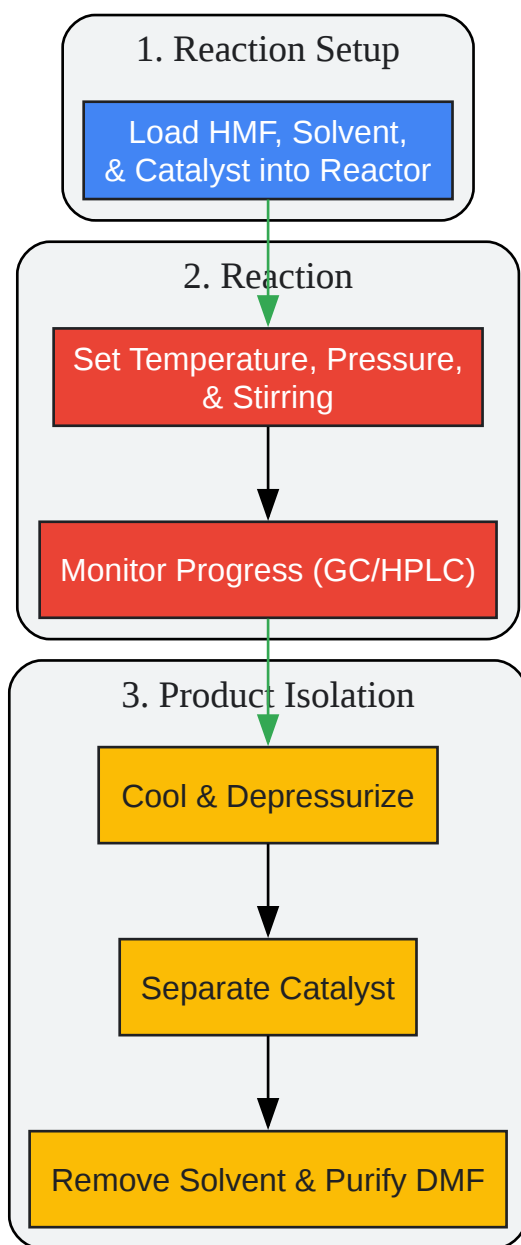 1. Reaction Setup
Load HMF, Solvent,
& Catalyst into Reactor
2. Reaction
Set Temperature, Pressure,
& Stirring
Monitor Progress (GC/HPLC)
3. Product Isolation
Cool & Depressurize
Separate Catalyst
Remove Solvent & Purify DMF